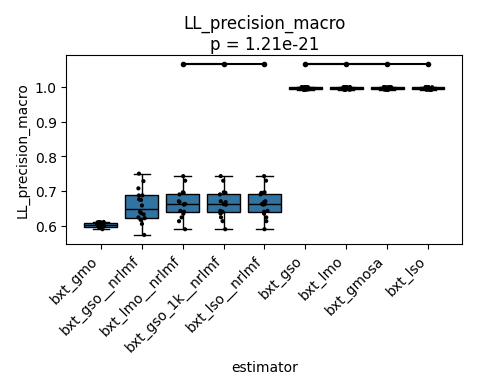 LL_precision_macro
p = 1.21e-21
LL_precision_macro
1.0
0.9
0.8
0.7
0.6
bxt_gmo
bxt_gso__nrlmf
bxt_lmo__nrlmf
bxt_gso_1k__nrlmf
bxt_lso__nrlmf
bxt_gso
bxt_lmo
bxt_gmosa
bxt_lso
estimator